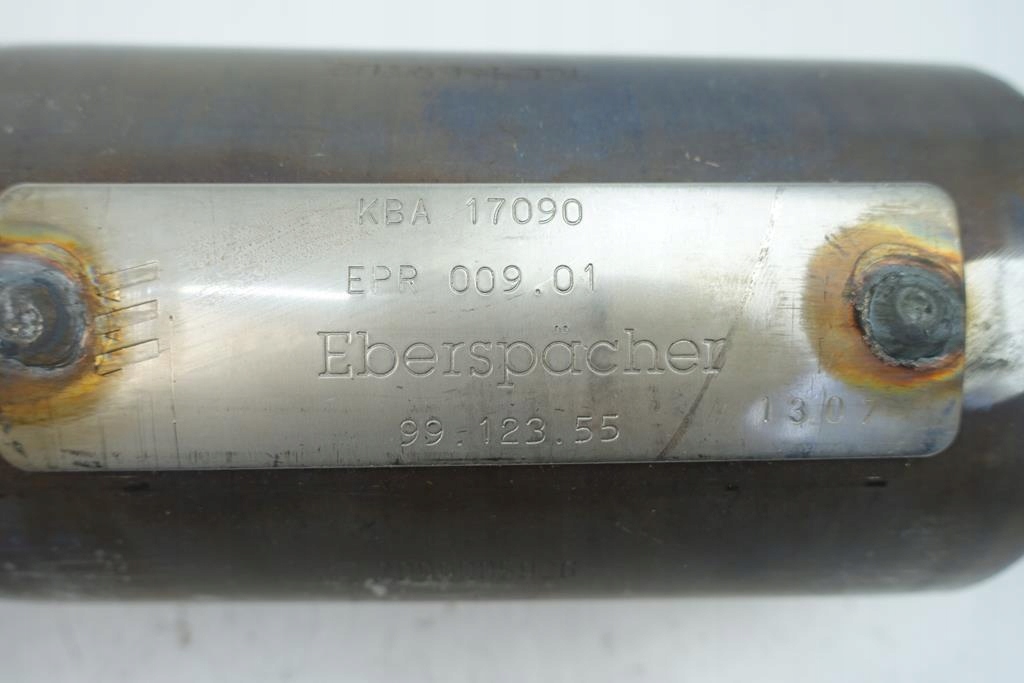 KBA 17090
EPR 009.01
Eberspächer
99.123.55
1307